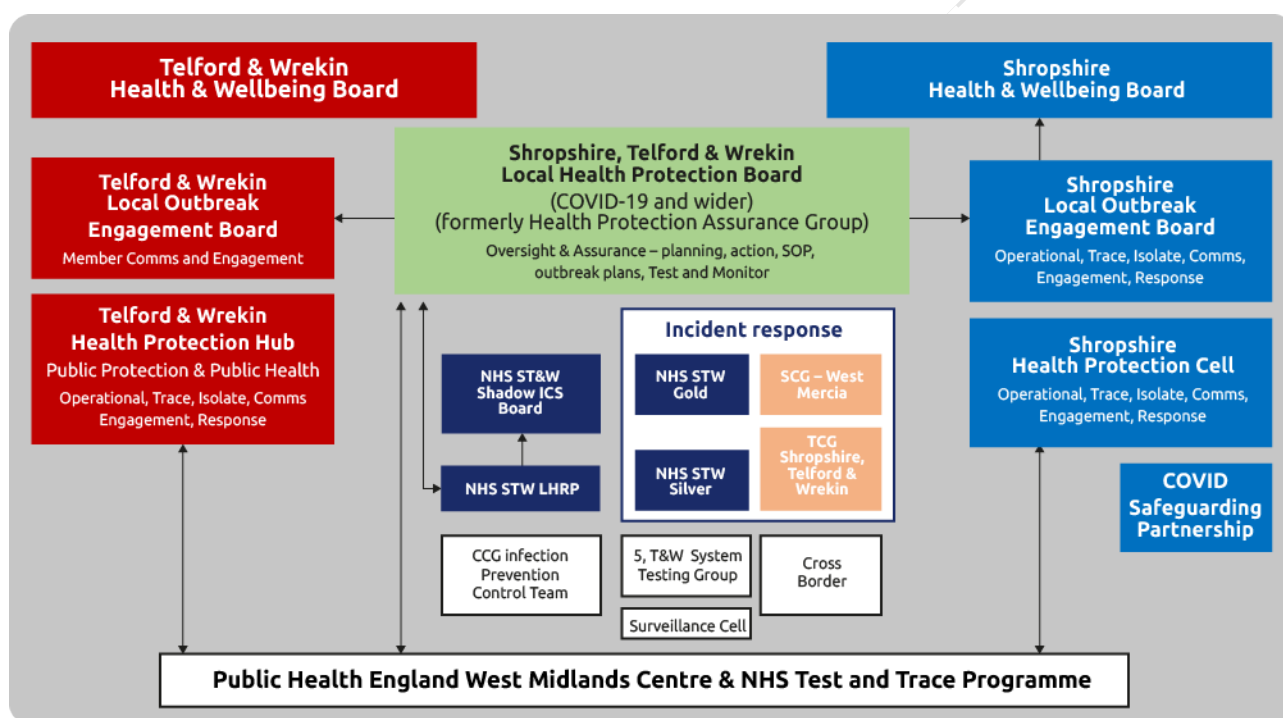 Telford & Wrekin
Health & Wellbeing Board
Shropshire
Health & Wellbeing Board
Shropshire, Telford & Wrekin
Local Health Protection Board
(COVID-19 and wider)
(formerly Health Protection Assurance Group)
Oversight & Assurance – planning, action, SOP,
outbreak plans, Test and Monitor
Telford & Wrekin
Local Outbreak
Engagement Board
Member Comms and Engagement
Shropshire
Local Outbreak
Engagement Board
Operational, Trace, Isolate, Comms,
Engagement, Response
Telford & Wrekin
Health Protection Hub
Public Protection & Public Health
Operational, Trace, Isolate, Comms
Engagement, Response
NHS ST&W
Shadow ICS
Board
NHS STW LHRP
Incident response
NHS STW
Gold
SCG – West
Mercia
NHS STW
Silver
TCG
Shropshire,
Telford &
Wrekin
Shropshire
Health Protection Cell
Operational, Trace, Isolate, Comms,
Engagement, Response
COVID
Safeguarding
Partnership
CCG infection
Prevention
Control Team
5, T&W System
Testing Group
Surveillance Cell
Cross
Border
Public Health England West Midlands Centre & NHS Test and Trace Programme